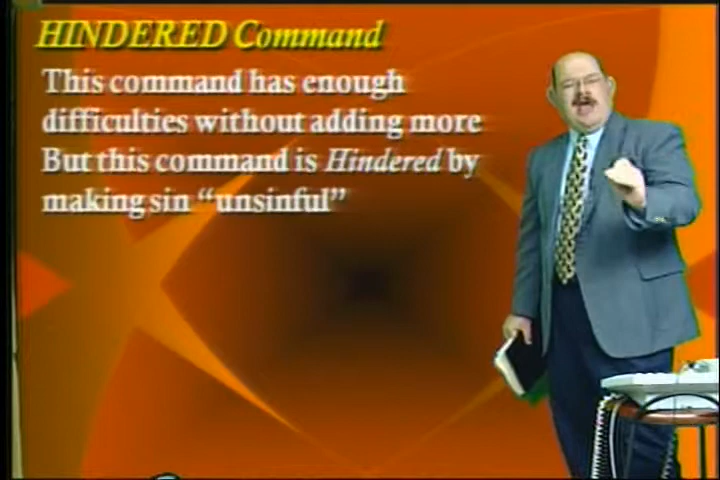 HINDERED Command
This command has enough
difficulties without adding more
But this command is Hindered by
making sin “unsinful”